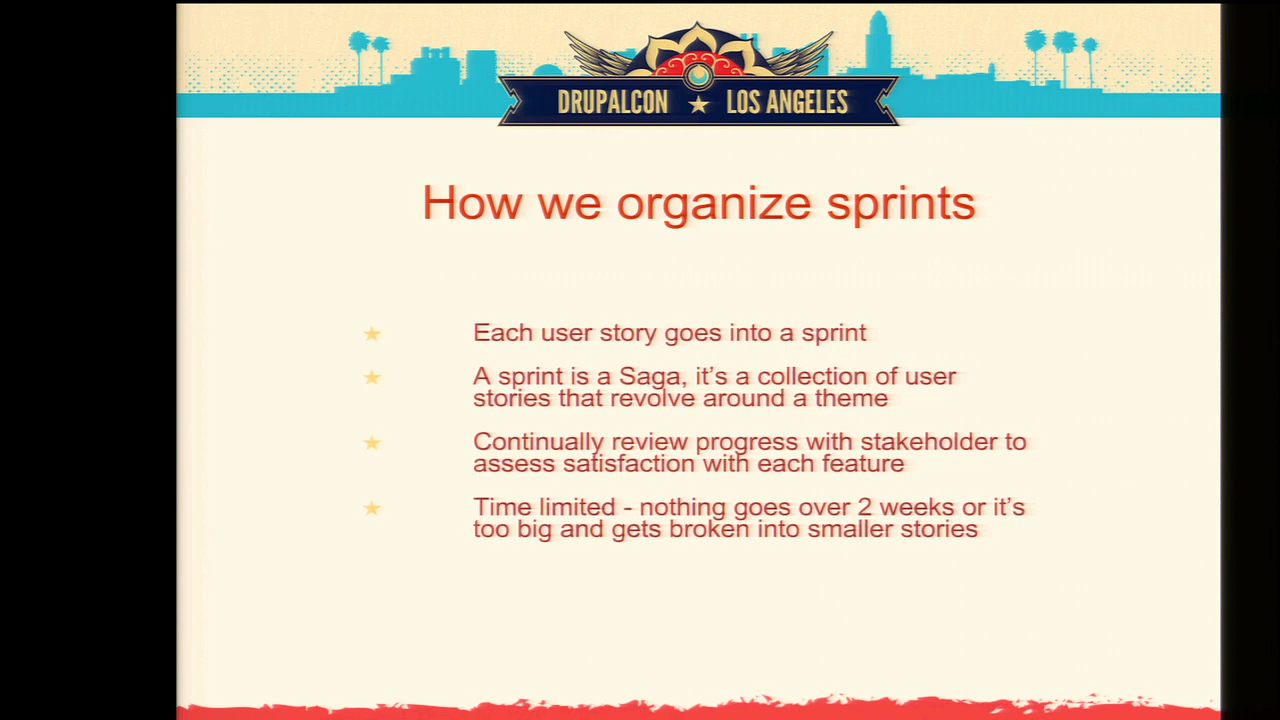 DRUPALCON ★ LOS ANGELES
How we organize sprints
★ Each user story goes into a sprint
★ A sprint is a Saga, it's a collection of user
stories that revolve around a theme
★ Continually review progress with stakeholder to
assess satisfaction with each feature
★ Time limited - nothing goes over 2 weeks or it's
too big and gets broken into smaller stories